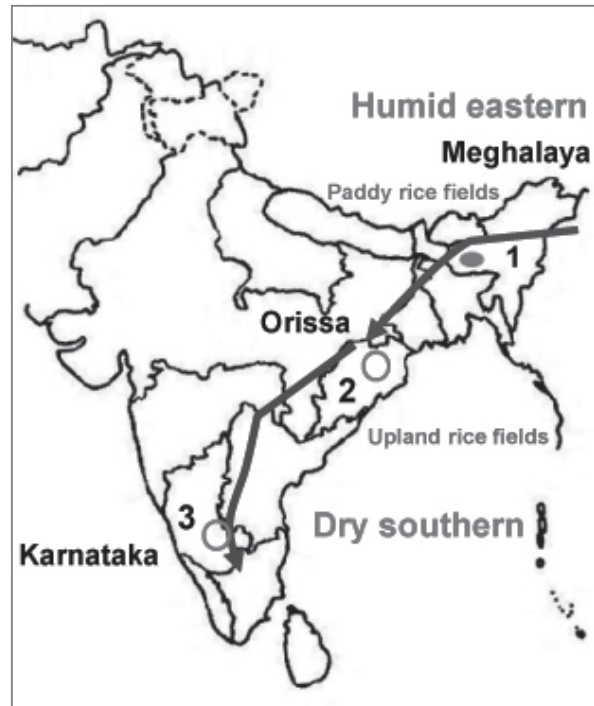 Humid eastern
Meghalaya
Paddy rice fields
1
Orissa
2
Upland rice fields
3
Dry southern
Karnataka